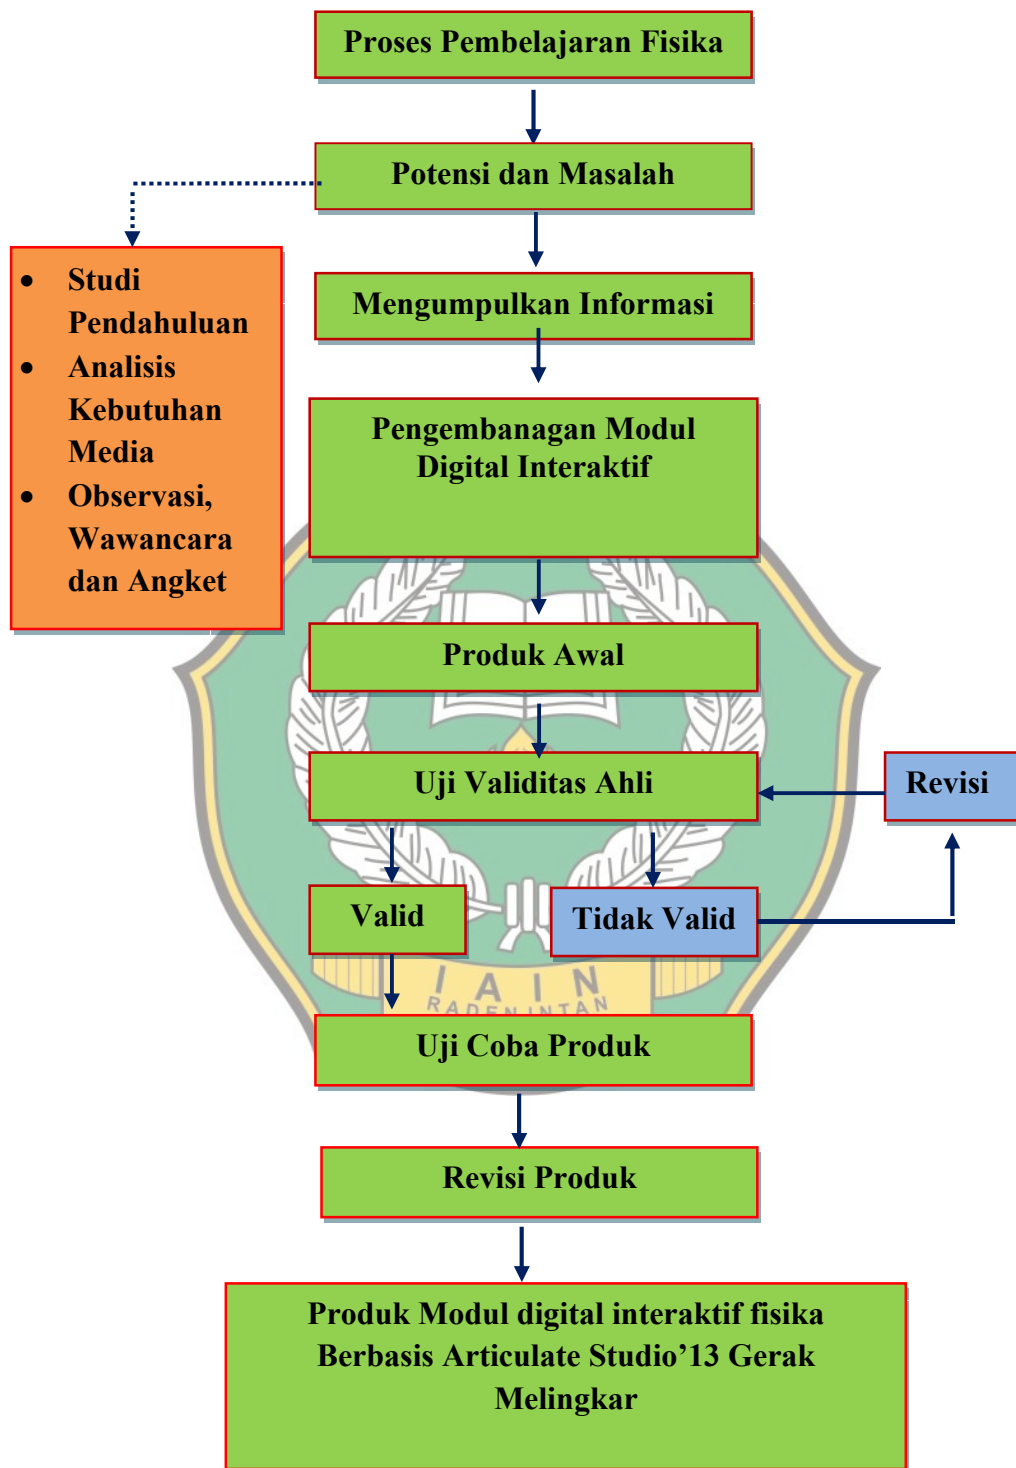 Proses Pembelajaran Fisika
Potensi dan Masalah
• Studi
Pendahuluan
• Analisis
Kebutuhan
Media
• Observasi,
Wawancara
dan Angket
Mengumpulkan Informasi
Pengembanagan Modul
Digital Interaktif
Produk Awal
Uji Validitas Ahli
Revisi
Valid
Tidak Valid
IAIN
RADEN INTAN
Uji Coba Produk
Revisi Produk
Produk Modul digital interaktif fisika
Berbasis Articulate Studio’13 Gerak
Melingkar